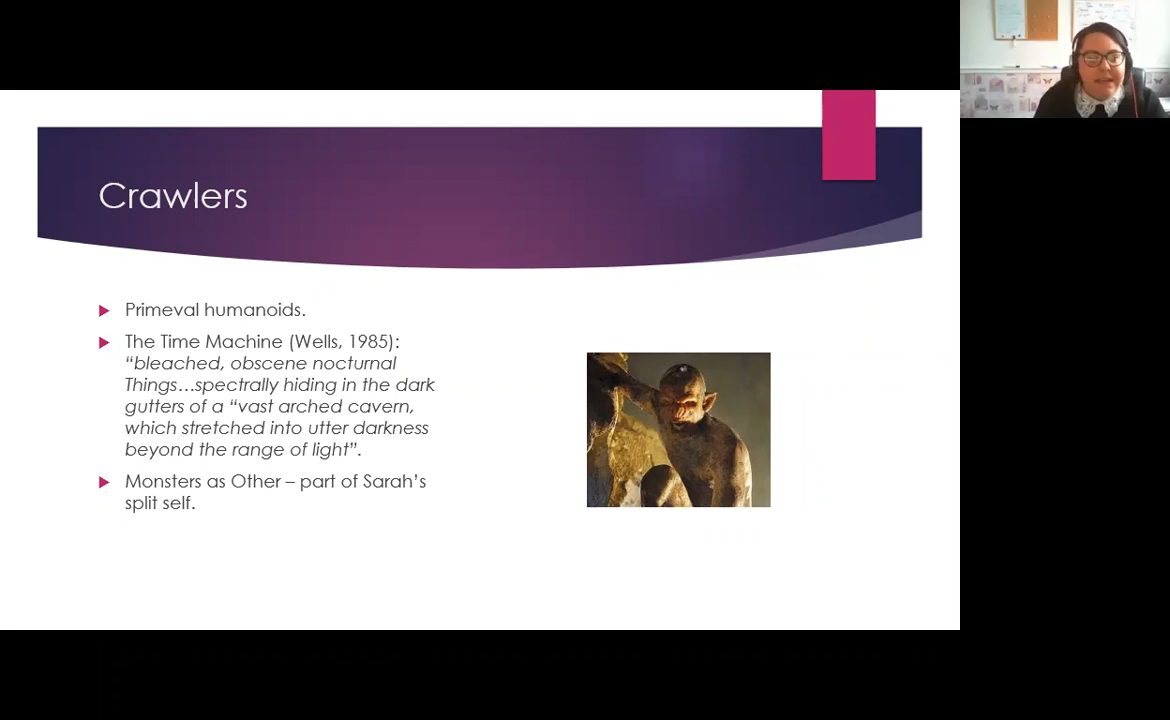 Crawlers
Primeval humanoids.
The Time Machine (Wells, 1985):
“bleached, obscene nocturnal
Things…spectrally hiding in the dark
gutters of a “vast arched cavern,
which stretched into utter darkness
beyond the range of light”.
Monsters as Other – part of Sarah’s
split self.